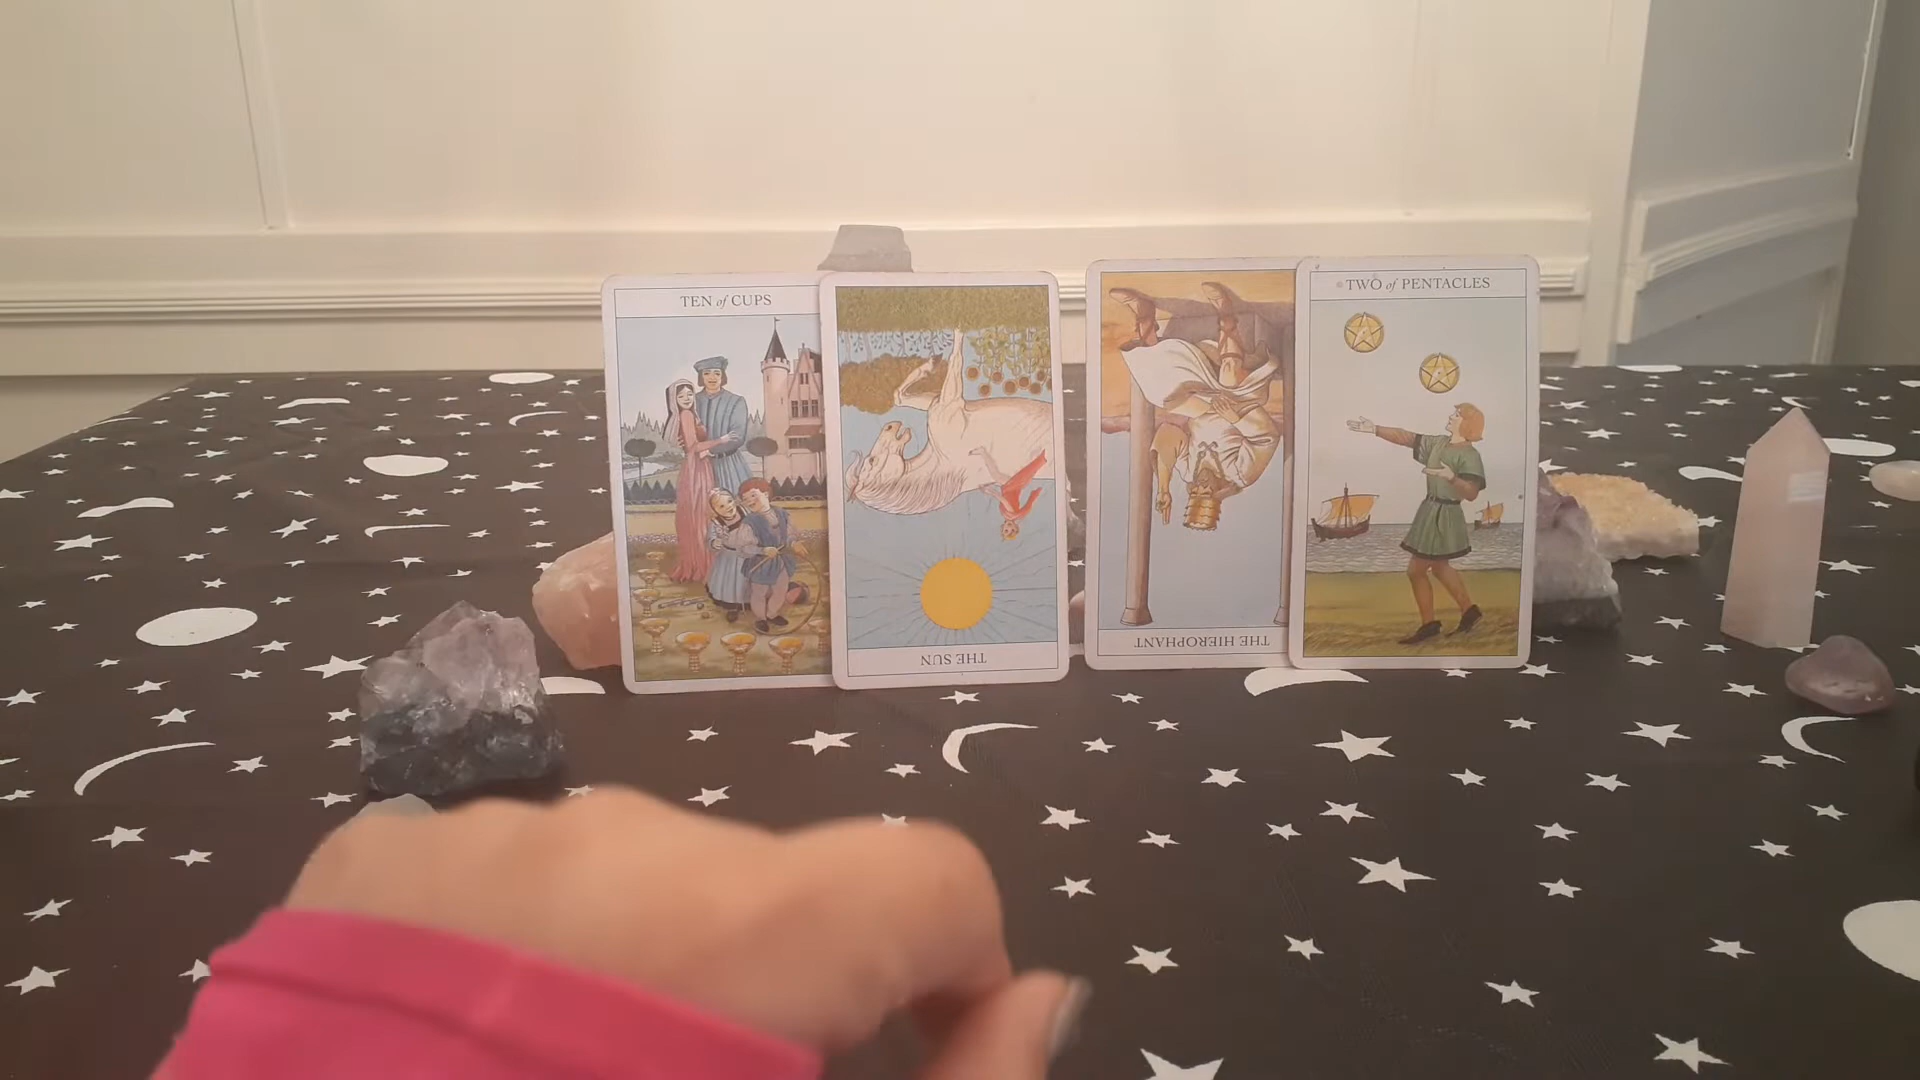 TEN of CUPS
THE SUN
THE HIEROPHANT
TWO of PENTACLES